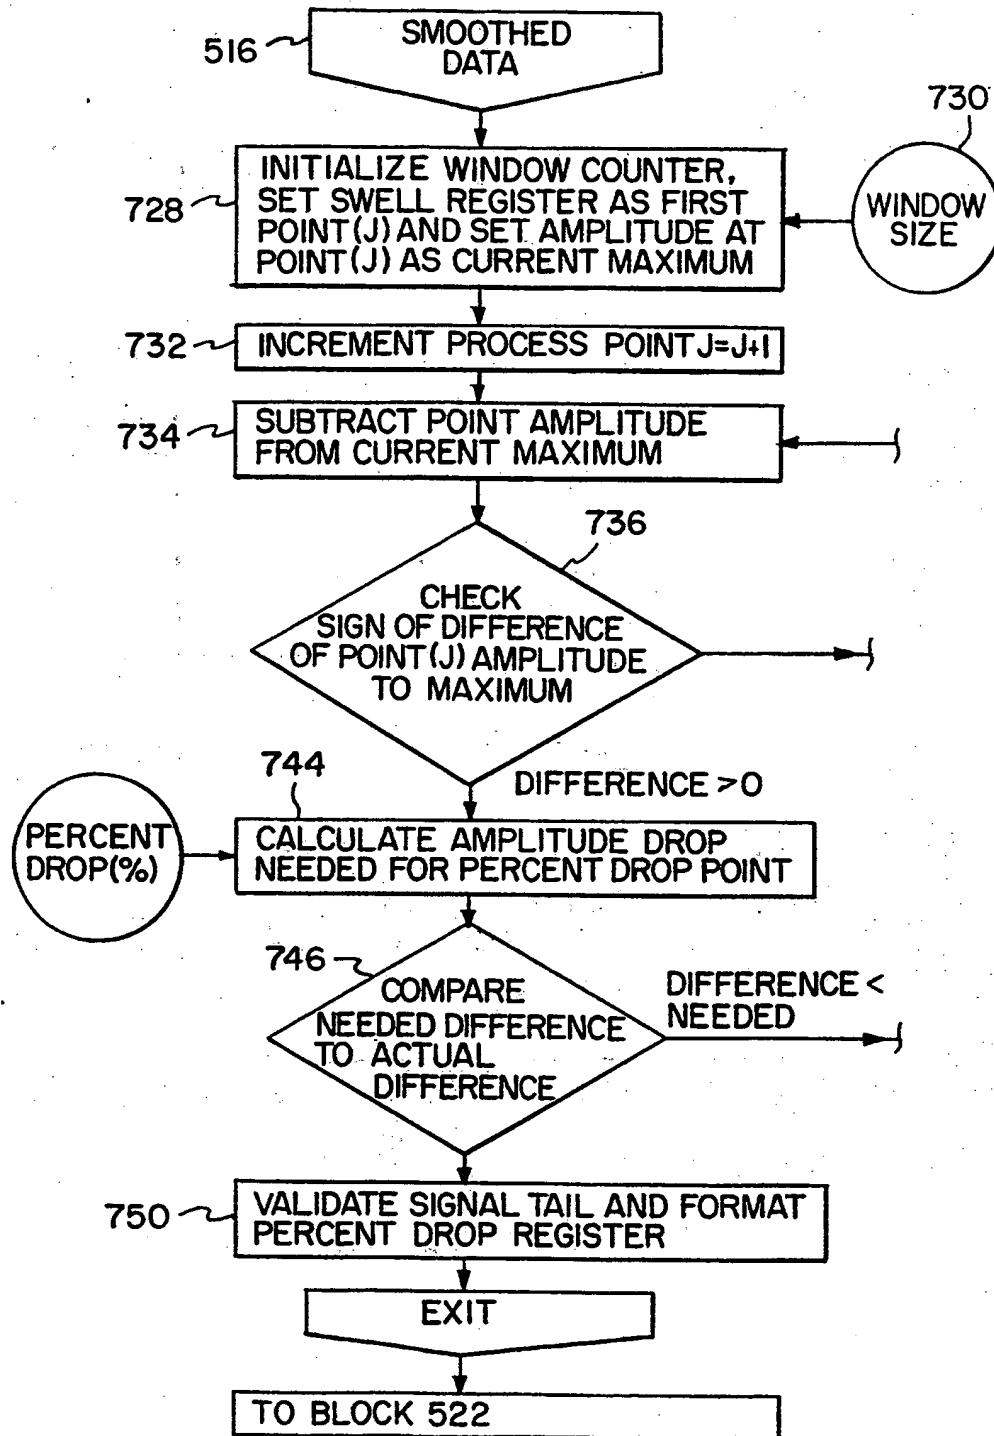 516
SMOOTHED
DATA
730
728
INITIALIZE WINDOW COUNTER,
SET SWELL REGISTER AS FIRST
POINT(J) AND SET AMPLITUDE AT
POINT(J) AS CURRENT MAXIMUM
WINDOW
SIZE
732
INCREMENT PROCESS POINT J=J+1
734
SUBTRACT POINT AMPLITUDE
FROM CURRENT MAXIMUM
736
CHECK
SIGN OF DIFFERENCE
OF POINT(J) AMPLITUDE
TO MAXIMUM
744
DIFFERENCE >0
PERCENT
DROP(%)
CALCULATE AMPLITUDE DROP
NEEDED FOR PERCENT DROP POINT
746
COMPARE
NEEDED DIFFERENCE
TO ACTUAL
DIFFERENCE
DIFFERENCE <
NEEDED
750
VALIDATE SIGNAL TAIL AND FORMAT
PERCENT DROP REGISTER
EXIT
TO BLOCK 522